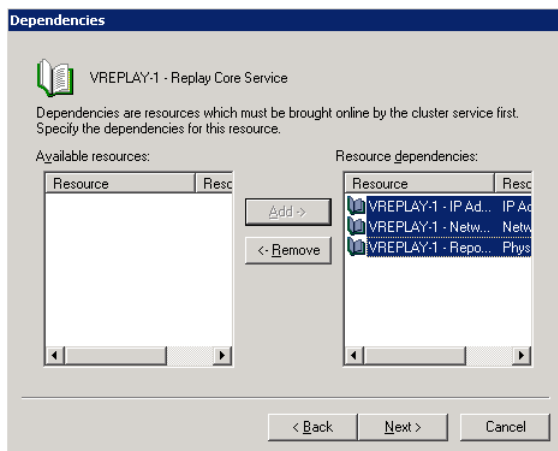 Dependencies
VREPLAY-1 - Replay Core Service
Dependencies are resources which must be brought online by the cluster service first.
Specify the dependencies for this resource.
Available resources:
Resource dependencies:
Resource Resc
Resource Resc
Add ->
<- Remove
VREPLAY-1 - IP Ad... IP Ad
VREPLAY-1 - Netw... Netw
VREPLAY-1 - Repo... Phys
< Back
Next >
Cancel